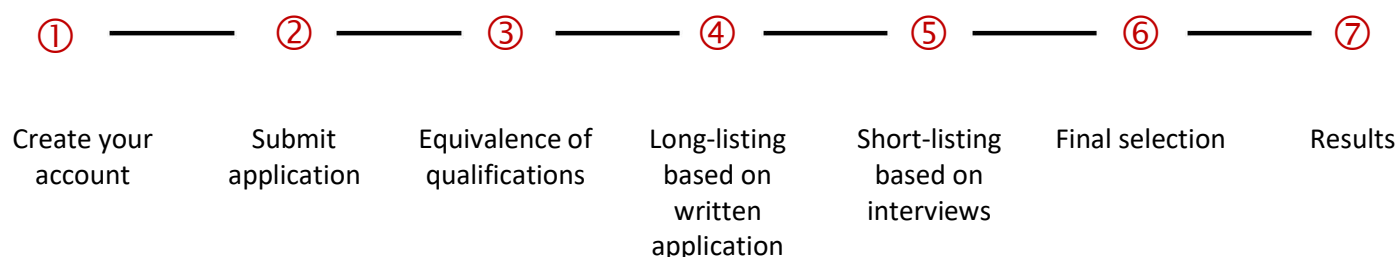 ① ② ③ ④ ⑤ ⑥ ⑦
Create your
account
Submit
application
Equivalence of
qualifications
Long-listing
based on
written
application
Short-listing
based on
interviews
Final selection
Results